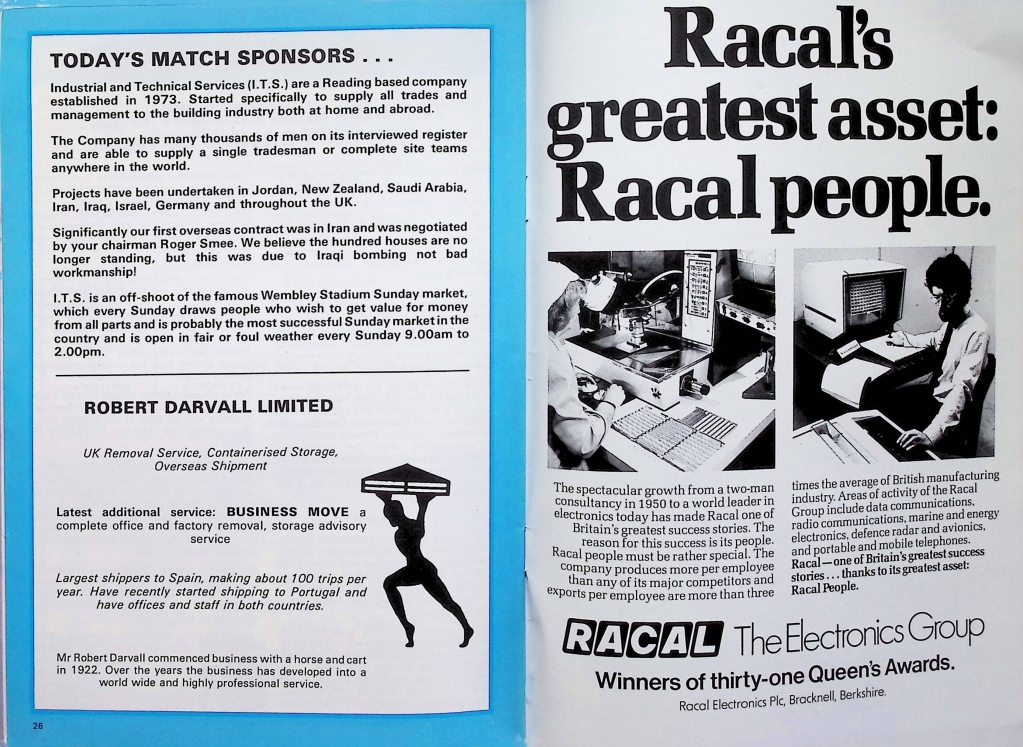 TODAY'S MATCH SPONSORS . . .
Industrial and Technical Services (I.T.S.) are a Reading based company
established in 1973. Started specifically to supply all trades and
management to the building industry both at home and abroad.
The Company has many thousands of men on its interviewed register
and are able to supply a single tradesman or complete site teams
anywhere in the world.
Projects have been undertaken in Jordan, New Zealand, Saudi Arabia,
Iran, Iraq, Israel, Germany and throughout the UK.
Significantly our first overseas contract was in Iran and was negotiated
by your chairman Roger Smee. We believe the hundred houses are no
longer standing, but this was due to Iraqi bombing not bad
workmanship!
I.T.S. is an off-shoot of the famous Wembley Stadium Sunday market,
which every Sunday draws people who wish to get value for money
from all parts and is probably the most successful Sunday market in the
country and is open in fair or foul weather every Sunday 9.00am to
2.00pm.
ROBERT DARVALL LIMITED
UK Removal Service, Containerised Storage,
Overseas Shipment
Latest additional service: BUSINESS MOVE a
complete office and factory removal, storage advisory
service
Largest shippers to Spain, making about 100 trips per
year. Have recently started shipping to Portugal and
have offices and staff in both countries.
Mr Robert Darvall commenced business with a horse and cart
in 1922. Over the years the business has developed into a
world wide and highly professional service.
26
Racal's
greatest asset:
Racal people.
The spectacular growth from a two-man
consultancy in 1950 to a world leader in
electronics today has made Racal one of
Britain's greatest success stories. The
reason for this success is its people.
Racal people must be rather special. The
company produces more per employee
than any of its major competitors and
exports per employee are more than three
times the average of British manufacturing
industry. Areas of activity of the Racal
Group include data communications,
radio communications, marine and energy
electronics, defence radar and avionics,
and portable and mobile telephones.
Racal — one of Britain's greatest success
stories . . . thanks to its greatest asset:
Racal People.
RACAL The Electronics Group
Winners of thirty-one Queen's Awards.
Racal Electronics Plc, Bracknell, Berkshire.